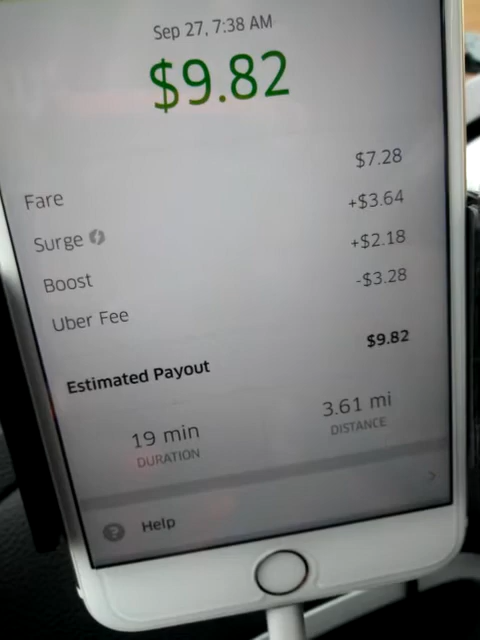 Sep 27, 7:38 AM
$9.82
Fare $7.28
Surge +$3.64
Boost +$2.18
Uber Fee -$3.28
Estimated Payout $9.82
19 min 3.61 mi
DURATION DISTANCE
? Help >